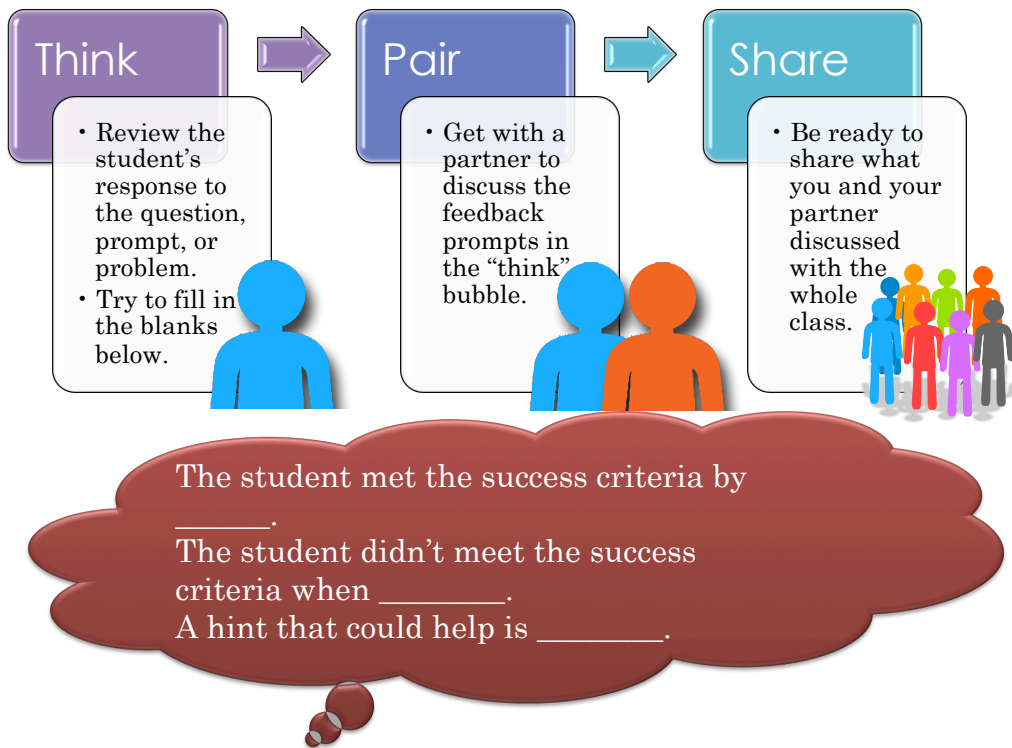 Think
• Review the
student’s
response to
the question,
prompt, or
problem.
• Try to fill in
the blanks
below.
Pair
• Get with a
partner to
discuss the
feedback
prompts in
the “think”
bubble.
Share
• Be ready to
share what
you and your
partner
discussed
with the
whole
class.
The student met the success criteria by
______.
The student didn’t meet the success
criteria when ________.
A hint that could help is ________.